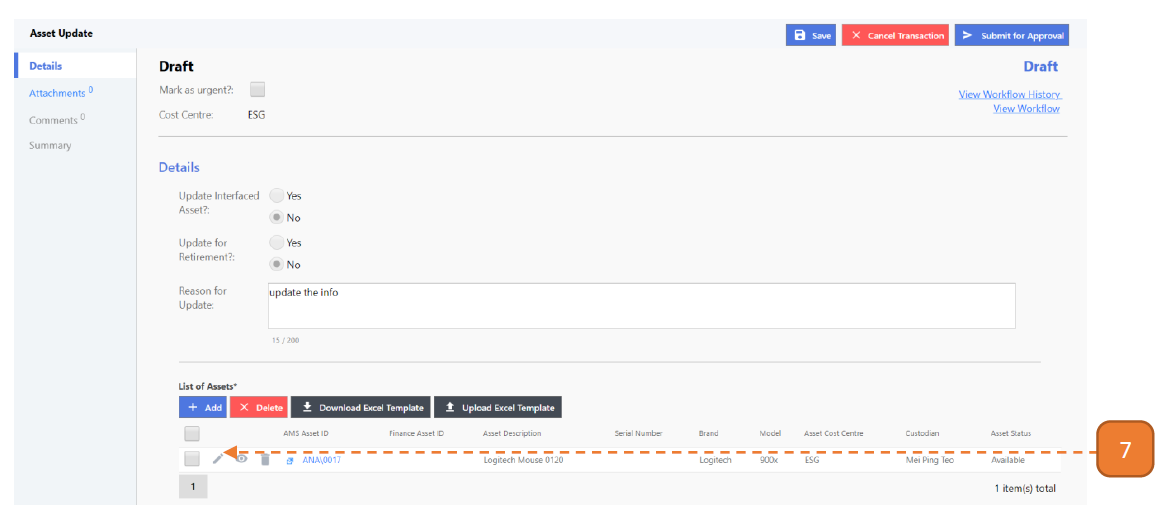 Asset Update
Save
Cancel Transaction
Submit for Approval
Details
Attachments 0
Comments 0
Summary
Draft
Draft
Mark as urgent?:
View Workflow History
Cost Centre: ESG
View Workflow
Details
Update Interfaced
Asset?:
Yes
No
Update for
Retirement?:
Yes
No
Reason for
Update:
update the info
15 / 200
List of Assets*
Add Delete Download Excel Template Upload Excel Template
AMS Asset ID Finance Asset ID Asset Description Serial Number Brand Model Asset Cost Centre Custodian Asset Status
ANA\0017 Logitech Mouse 0120 Logitech 900x ESG Mei Ping Teo Available
7
1
1 item(s) total